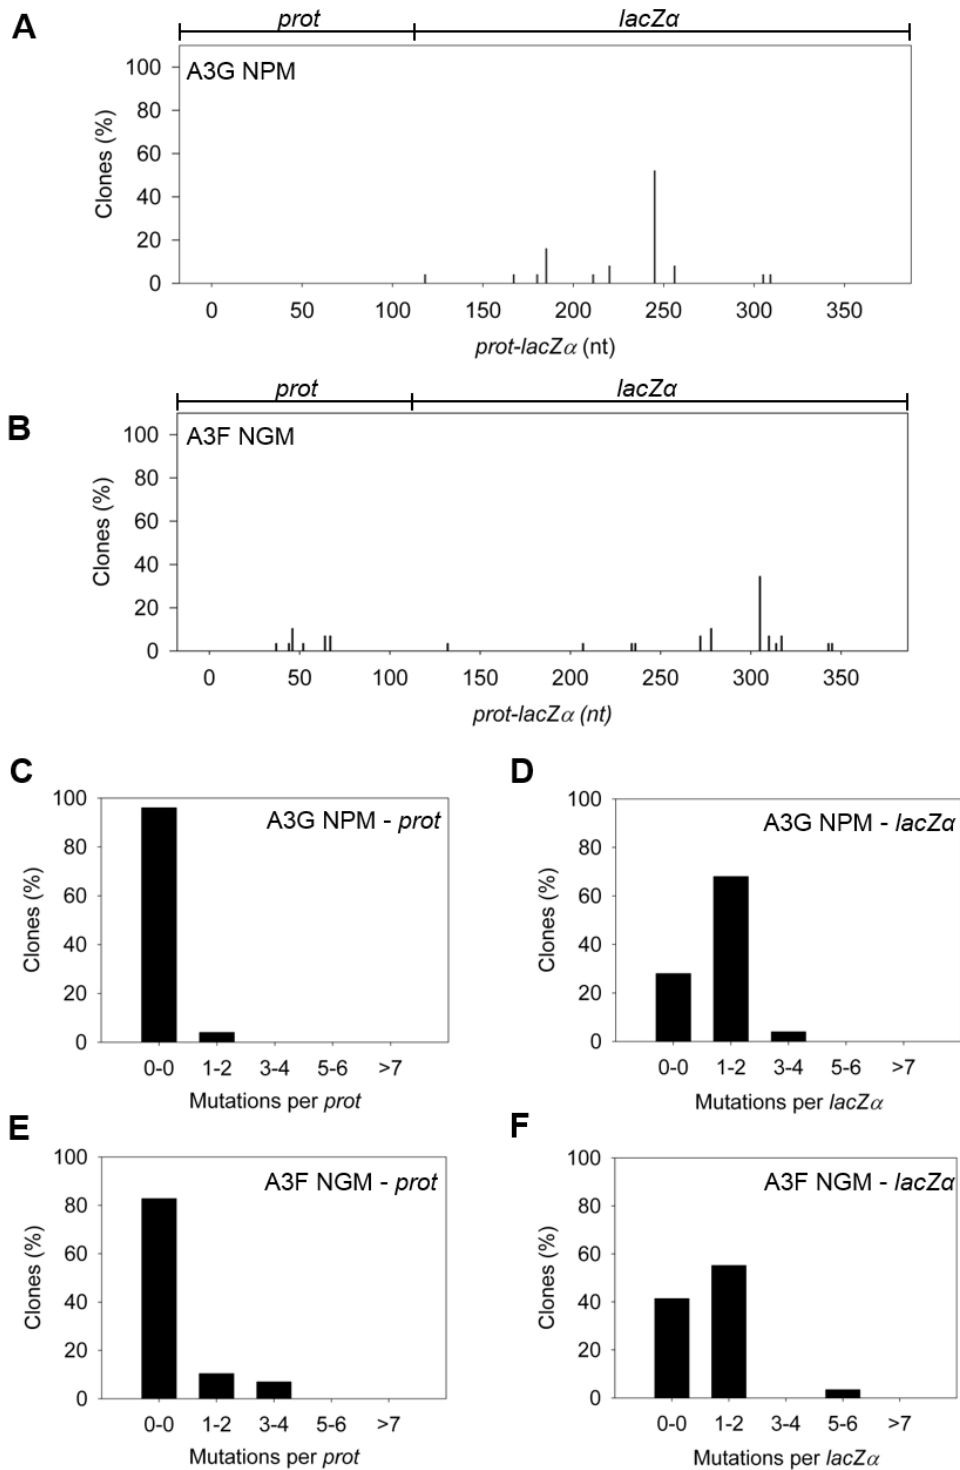 A
prot lacZα
A3G NPM
Clones (%)
100
80
60
40
20
0
0 50 100 150 200 250 300 350
prot-lacZα (nt)
prot lacZα
B
A3F NGM
Clones (%)
100
80
60
40
20
0
0 50 100 150 200 250 300 350
prot-lacZα (nt)
C
A3G NPM - prot
Clones (%)
100
80
60
40
20
0
0-0 1-2 3-4 5-6 >7
Mutations per prot
D
A3G NPM - lacZα
Clones (%)
100
80
60
40
20
0
0-0 1-2 3-4 5-6 >7
Mutations per lacZα
E
A3F NGM - prot
Clones (%)
100
80
60
40
20
0
0-0 1-2 3-4 5-6 >7
Mutations per prot
F
A3F NGM - lacZα
Clones (%)
100
80
60
40
20
0
0-0 1-2 3-4 5-6 >7
Mutations per lacZα